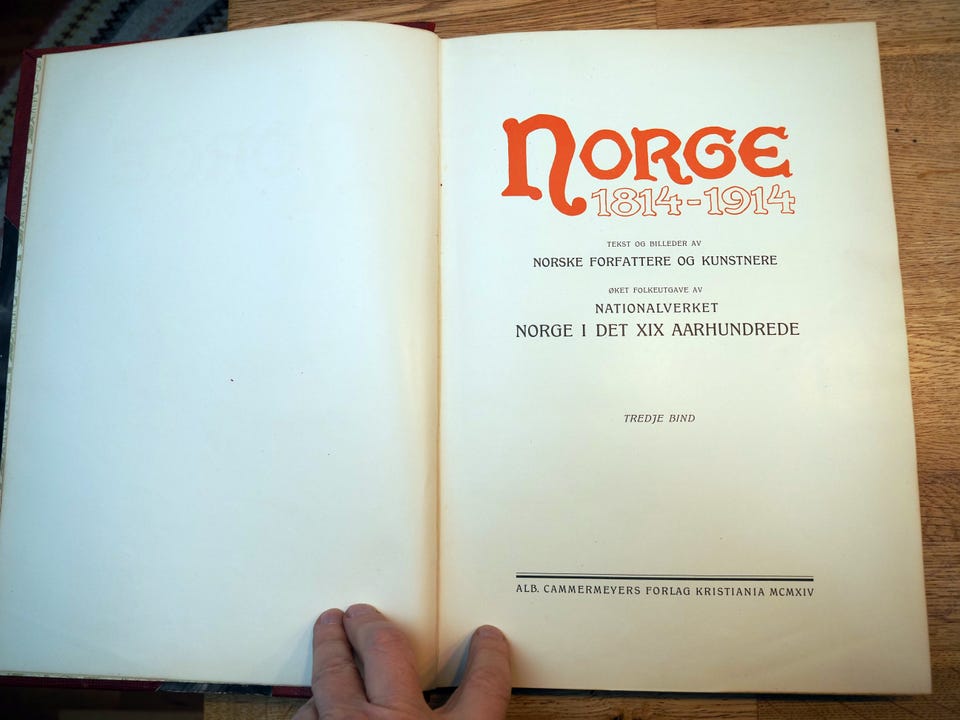 NORGE
1814-1914
TEKST OG BILLEDER AV
NORSKE FORFATTERE OG KUNSTNERE
ØKET FOLKEUTGAVE AV
NATIONALVERKET
NORGE I DET XIX AARHUNDREDE
TREDJE BIND
ALB. CAMMERMEYERS FORLAG KRISTIANIA MCMXIV